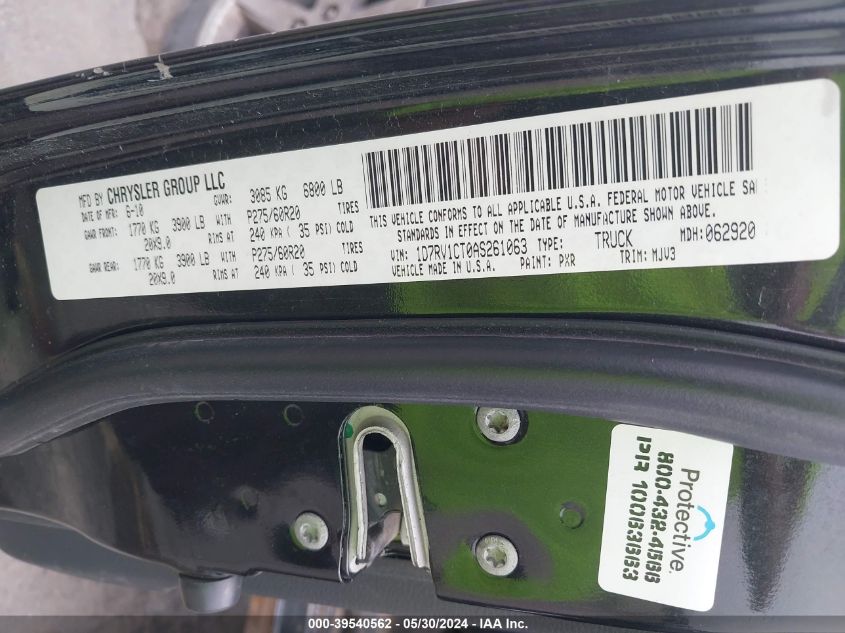 MFD BY CHRYSLER GROUP LLC
DATE OF MFR: 6-10 GVWR: 3085 KG 6800 LB
GAWR FRONT: 1770 KG 3900 LB WITH P275/60R20 TIRES
20X9.0 RIMS AT 240 KPA ( 35 PSI) COLD
GAWR REAR: 1770 KG 3900 LB WITH P275/60R20 TIRES
20X9.0 RIMS AT 240 KPA ( 35 PSI) COLD
THIS VEHICLE CONFORMS TO ALL APPLICABLE U.S.A. FEDERAL MOTOR VEHICLE SA
STANDARDS IN EFFECT ON THE DATE OF MANUFACTURE SHOWN ABOVE.
VIN: 1D7RV1CT0AS261063 TYPE: TRUCK MDH:062920
VEHICLE MADE IN U.S.A. PAINT: PXR TRIM: MJV3
Protective
800-432-4566
000-39540562 - 05/30/2024 - IAA Inc.